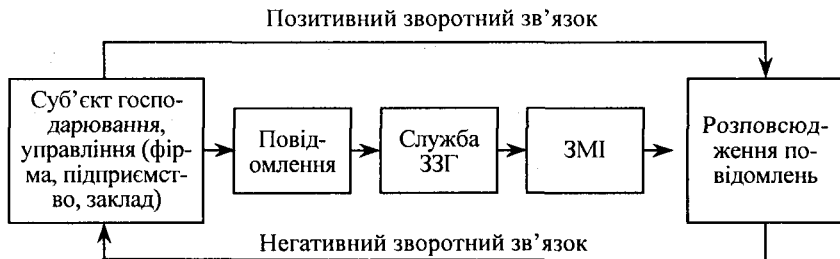 Позитивний зворотний зв’язок
Суб’єкт госпо-
дарювання,
управління (фір-
ма, підприємст-
во, заклад)
Повід-
омлення
Служба
ЗЗГ
ЗМІ
Розповсюд-
ження по-
відомлень
Негативний зворотний зв’язок